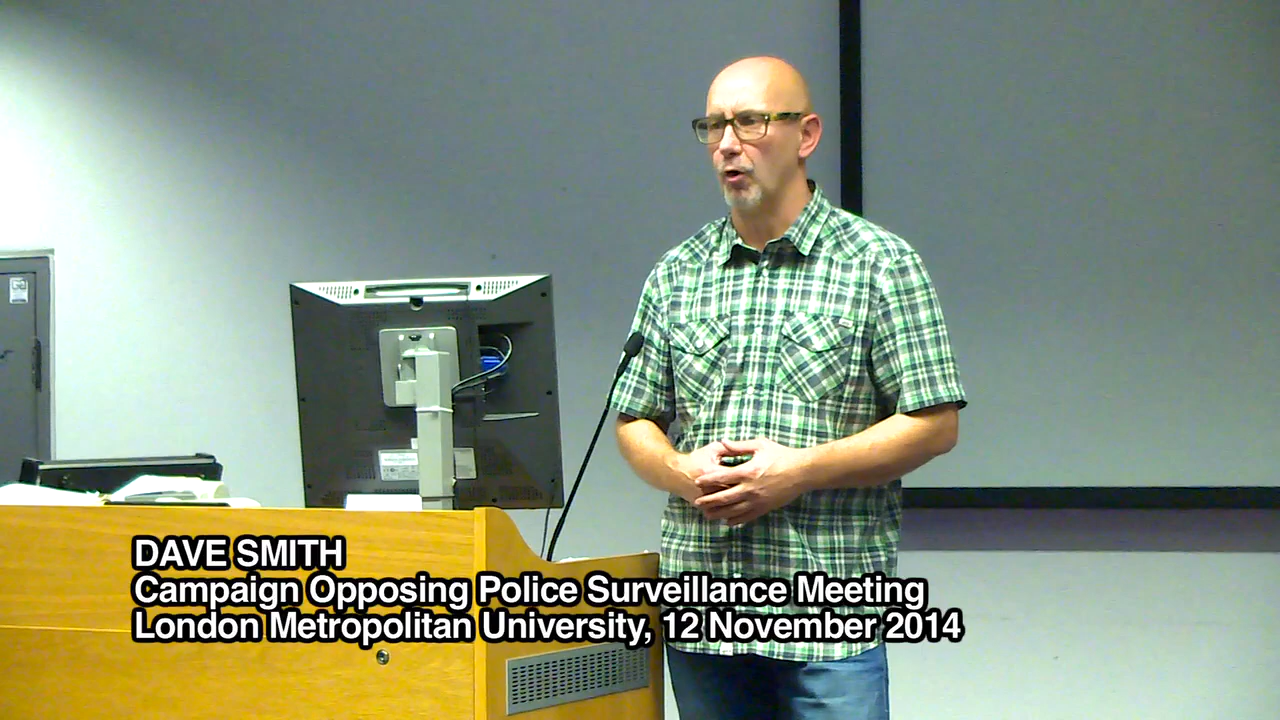 DAVE SMITH
Campaign Opposing Police Surveillance Meeting
London Metropolitan University, 12 November 2014